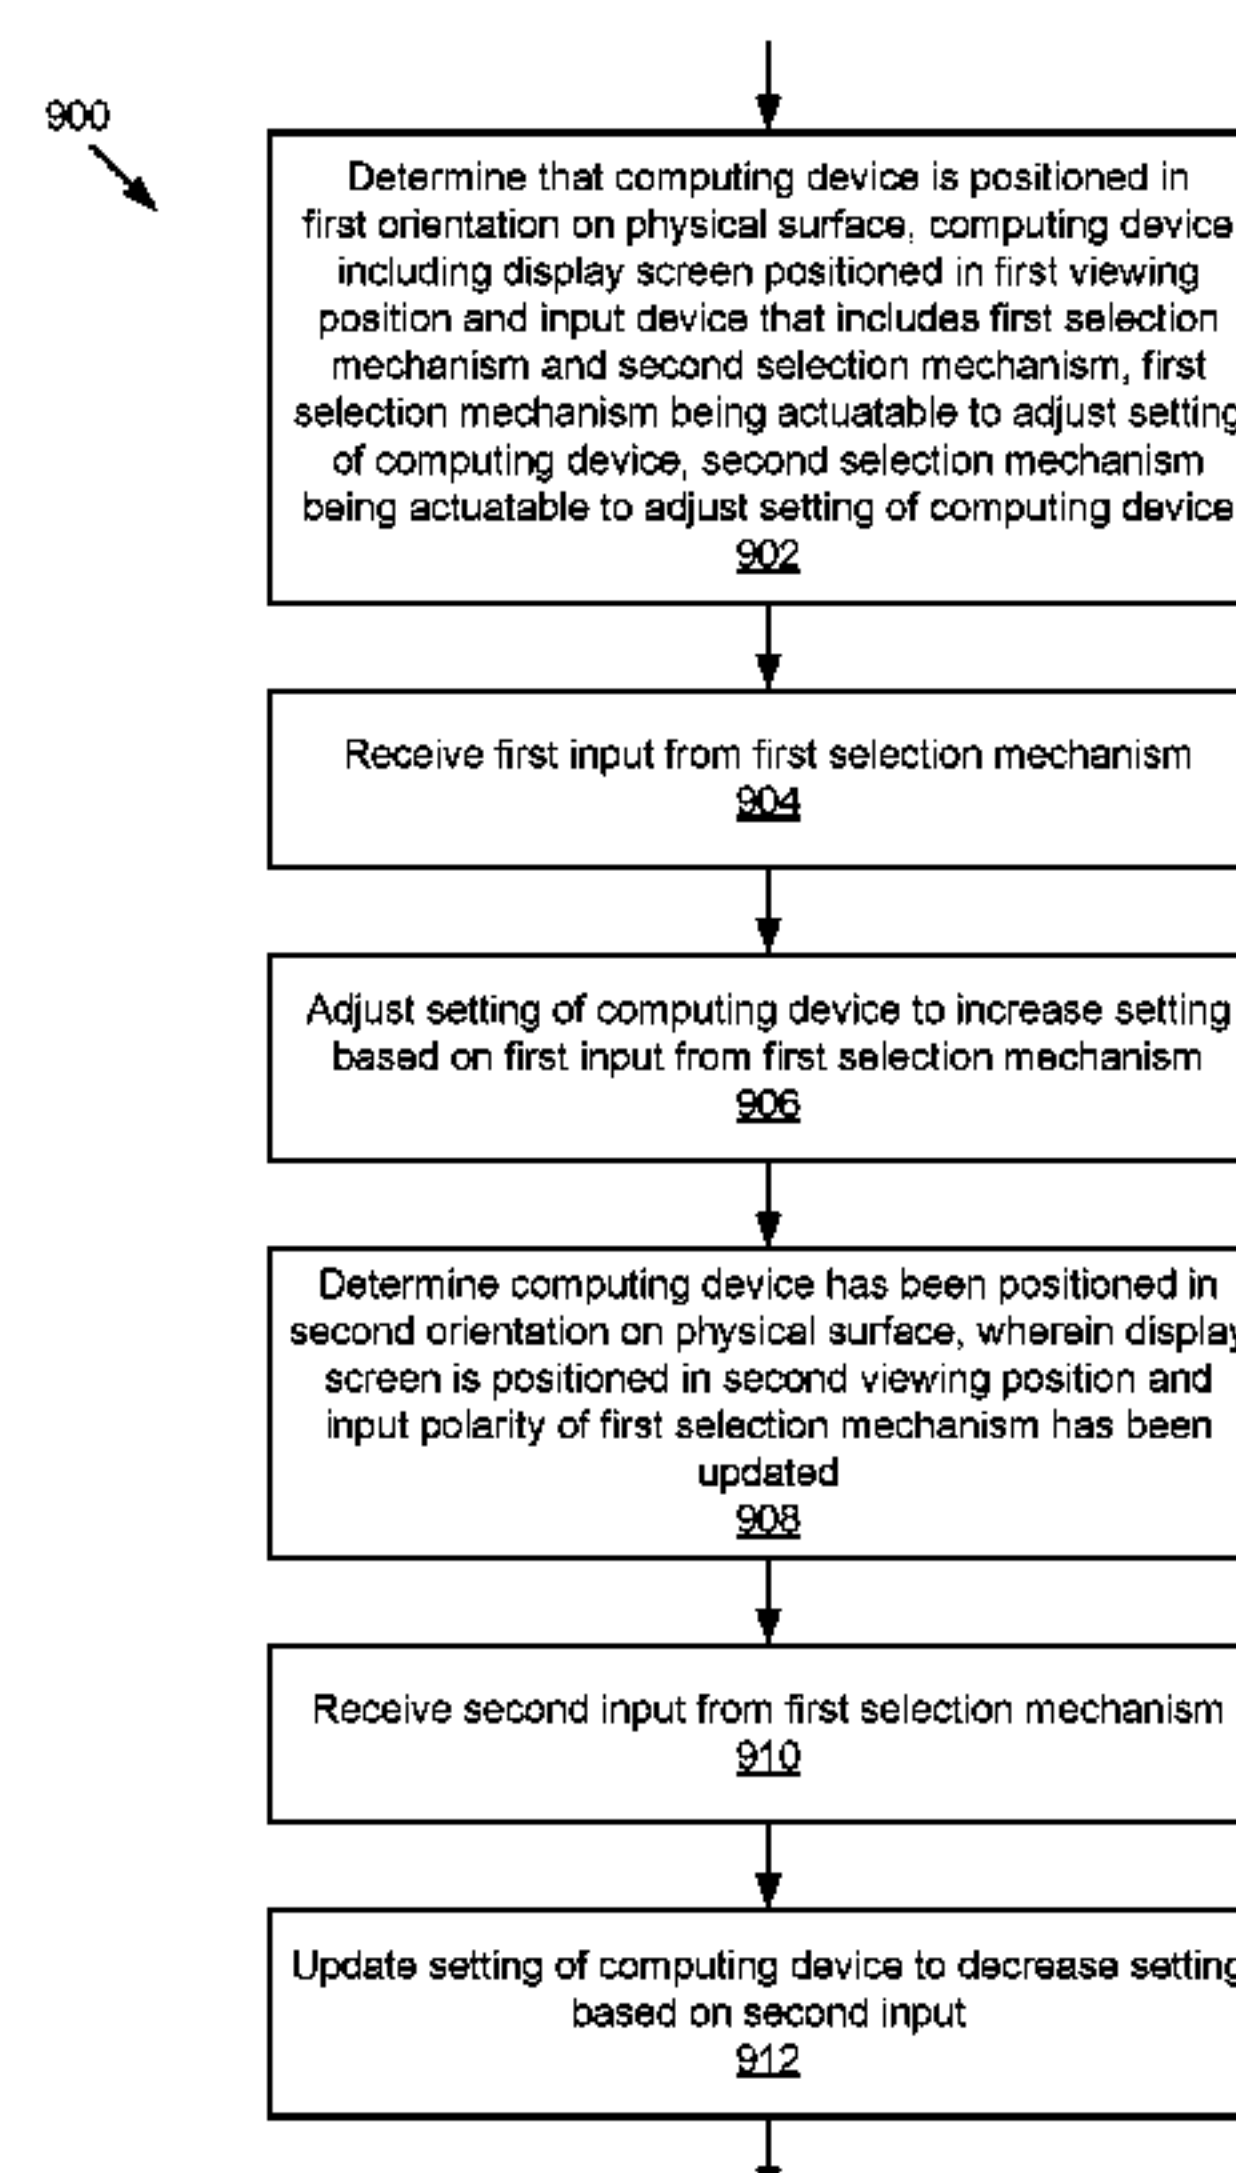 900
Determine that computing device is positioned in
first orientation on physical surface, computing device
including display screen positioned in first viewing
position and input device that includes first selection
mechanism and second selection mechanism, first
selection mechanism being actuatable to adjust setting
of computing device, second selection mechanism
being actuatable to adjust setting of computing device
902
Receive first input from first selection mechanism
904
Adjust setting of computing device to increase setting
based on first input from first selection mechanism
906
Determine computing device has been positioned in
second orientation on physical surface, wherein display
screen is positioned in second viewing position and
input polarity of first selection mechanism has been
updated
908
Receive second input from first selection mechanism
910
Update setting of computing device to decrease setting
based on second input
912